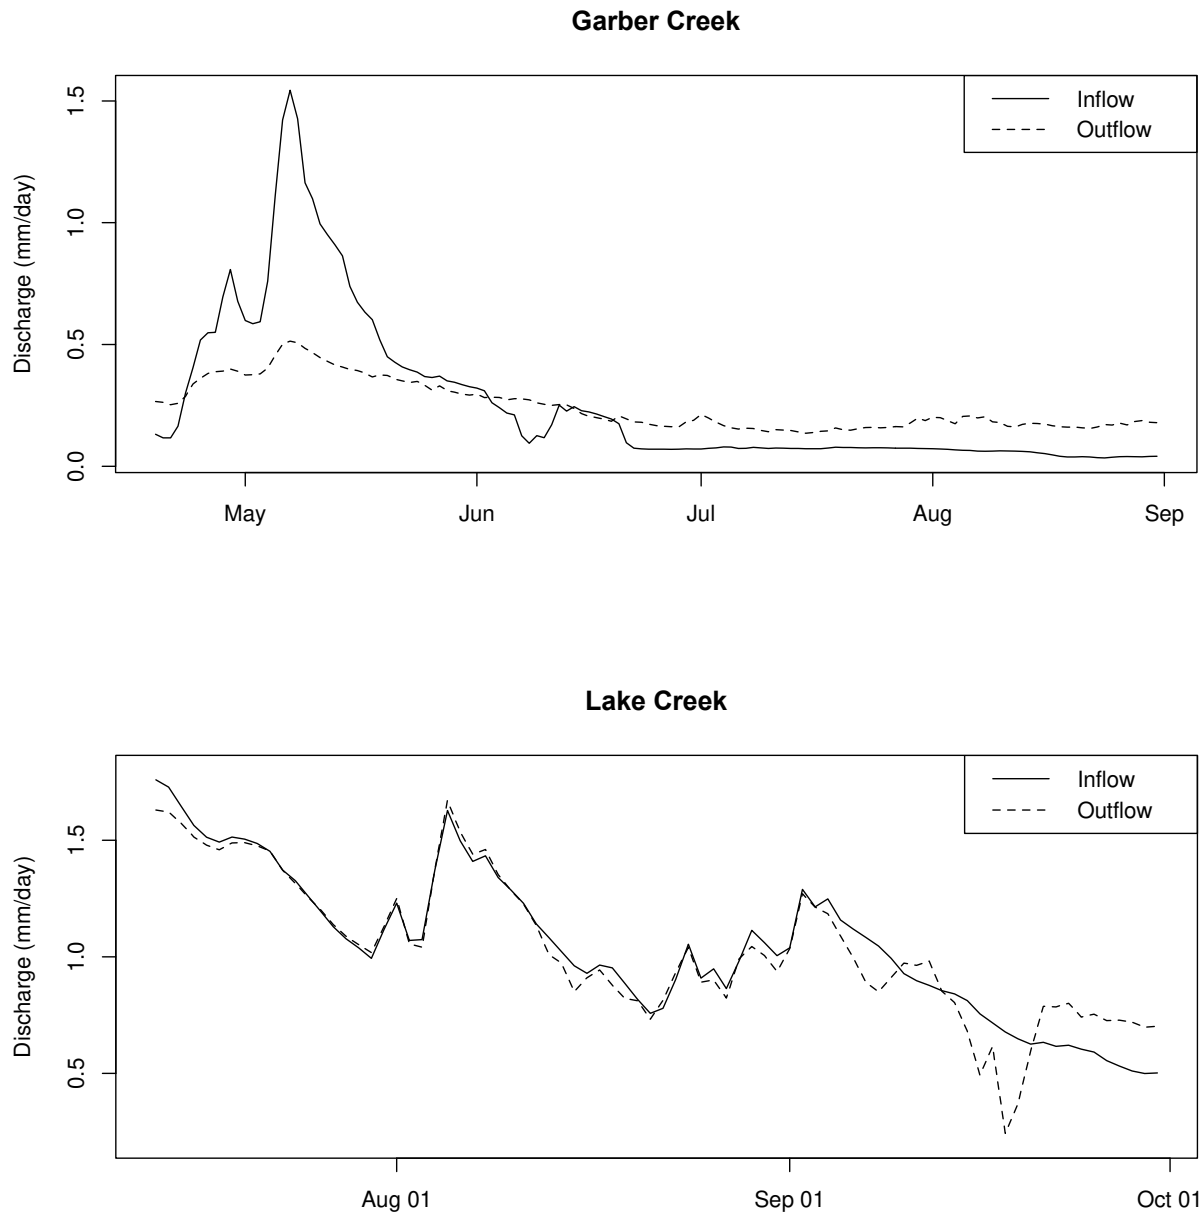 Garber Creek
Inflow
Outflow
Discharge (mm/day)
1.5
1.0
0.5
0.0
May Jun Jul Aug Sep
Lake Creek
Inflow
Outflow
Discharge (mm/day)
1.5
1.0
0.5
Aug 01 Sep 01 Oct 01